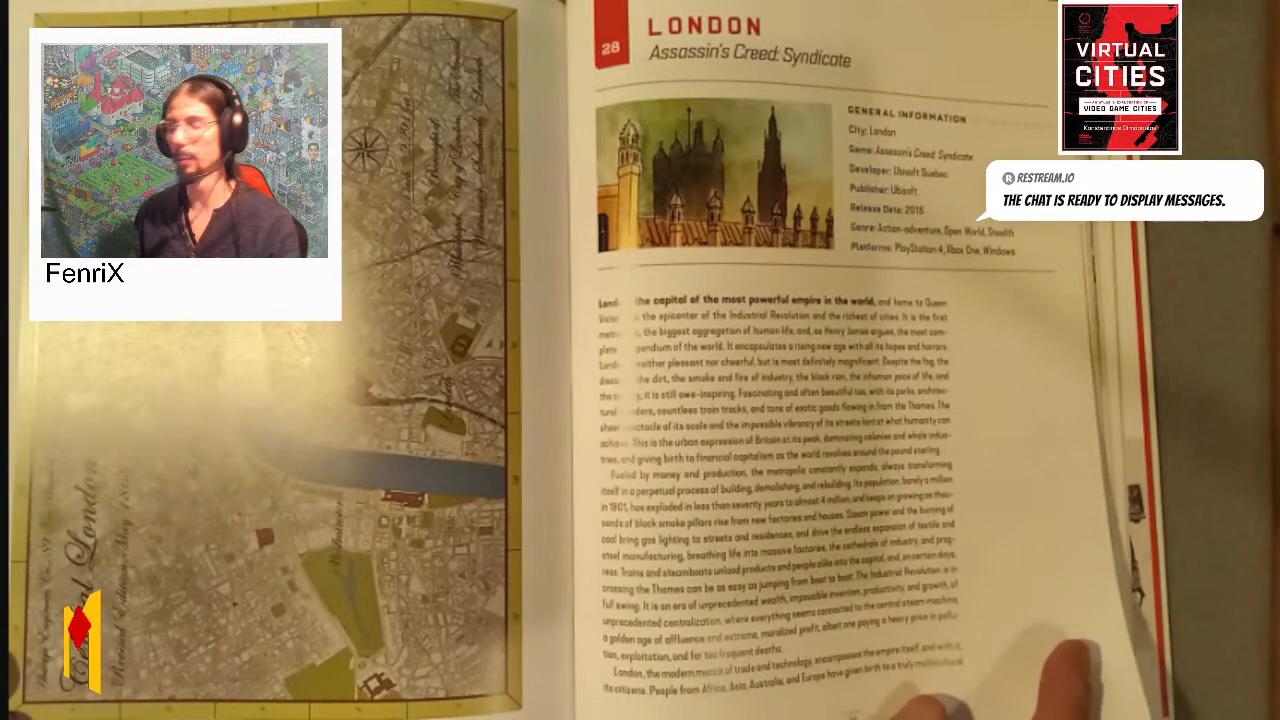 28
LONDON
Assassin's Creed: Syndicate
GENERAL INFORMATION
City: London
Game: Assassin's Creed: Syndicate
Developer: Ubisoft Quebec
Publisher: Ubisoft
Release Date: 2015
Genre: Action-adventure, Open World, Stealth
Platforms: PlayStation 4, Xbox One, Windows
the capital of the most powerful empire in the world, and home to Queen
the epicenter of the Industrial Revolution and the richest of cities. It is the first
the biggest aggregation of human life, and, as Henry James argues, the most com-
pendium of the world. It encapsulates a rising new age with all its hopes and horrors.
neither pleasant nor cheerful, but is most definitely magnificent. Despite the fog, the
the dirt, the smoke and fire of industry, the black rain, the inhuman pace of life, and
it is still awe-inspiring. Fascinating and often beautiful too, with its parks, architec-
tural countless train tracks, and tons of exotic goods flowing in from the Thames. The
sheer of its scale and the impossible vibrancy of its streets hint at what humanity can
This is the urban expression of Britain at its peak, dominating colonies and whole indus-
tries, and giving birth to financial capitalism as the world revolves around the pound sterling.
Fueled by money and production, the metropolis constantly expands, always transforming
itself in a perpetual process of building, demolishing, and rebuilding. Its population, barely a million
in 1801, has exploded in less than seventy years to almost 4 million, and keeps on growing as thou-
sands of black smoke pillars rise from new factories and houses. Steam power and the burning of
coal bring gas lighting to streets and residences, and drive the endless expansion of textile and
steel manufacturing, breathing life into massive factories, the cathedrals of industry, and prog-
ress. Trains and steamboats unload products and people alike into the capital, and, on certain days,
crossing the Thames can be as easy as jumping from boat to boat. The Industrial Revolution is in
full swing. It is an era of unprecedented wealth, impossible invention, productivity, and growth, of
unprecedented centralization, where everything seems connected to the central steam machine;
a golden age of affluence and extreme, moralized profit, albeit one paying a heavy price in pollu-
tion, exploitation, and far too frequent deaths.
London, the modern mecca of trade and technology, encompasses the empire itself, and with it,
its citizens. People from Africa, Asia, Australia, and Europe have given birth to a truly multicultural
FenriX
London
Revised Edition May
Westminster
VIRTUAL
CITIES
AN ATLAS & EXPLORATION OF
VIDEO GAME CITIES
Konstantinos Dimopoulos
RESTREAM.IO
THE CHAT IS READY TO DISPLAY MESSAGES.